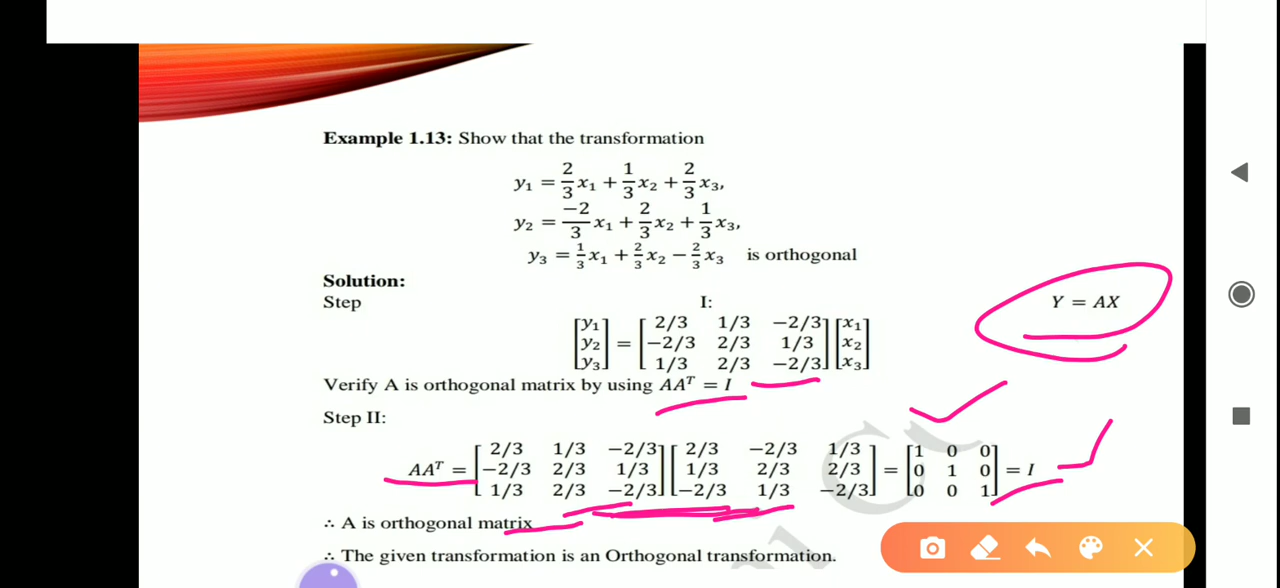 Example 1.13: Show that the transformation
y₁ = 2/3 x₁ + 1/3 x₂ + 2/3 x₃,
y₂ = −2/3 x₁ + 2/3 x₂ + 1/3 x₃,
y₃ = 1/3 x₁ + 2/3 x₂ − 2/3 x₃ is orthogonal
Solution:
Step I: Y = AX
[y₁ y₂ y₃] = [2/3 1/3 −2/3; −2/3 2/3 1/3; 1/3 2/3 −2/3] [x₁ x₂ x₃]
Verify A is orthogonal matrix by using AAᵀ = I
Step II:
AAᵀ = [2/3 1/3 −2/3; −2/3 2/3 1/3; 1/3 2/3 −2/3] [2/3 −2/3 1/3; 1/3 2/3 2/3; −2/3 1/3 −2/3] = [1 0 0; 0 1 0; 0 0 1] = I
∴ A is orthogonal matrix
∴ The given transformation is an Orthogonal transformation.